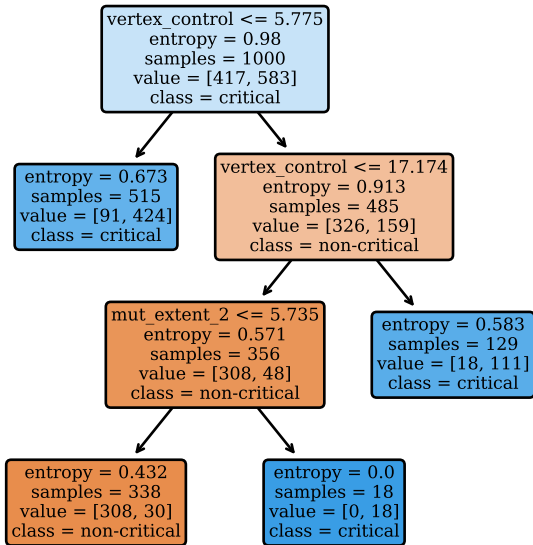 vertex_control <= 5.775
entropy = 0.98
samples = 1000
value = [417, 583]
class = critical
entropy = 0.673
samples = 515
value = [91, 424]
class = critical
vertex_control <= 17.174
entropy = 0.913
samples = 485
value = [326, 159]
class = non-critical
mut_extent_2 <= 5.735
entropy = 0.571
samples = 356
value = [308, 48]
class = non-critical
entropy = 0.583
samples = 129
value = [18, 111]
class = critical
entropy = 0.432
samples = 338
value = [308, 30]
class = non-critical
entropy = 0.0
samples = 18
value = [0, 18]
class = critical